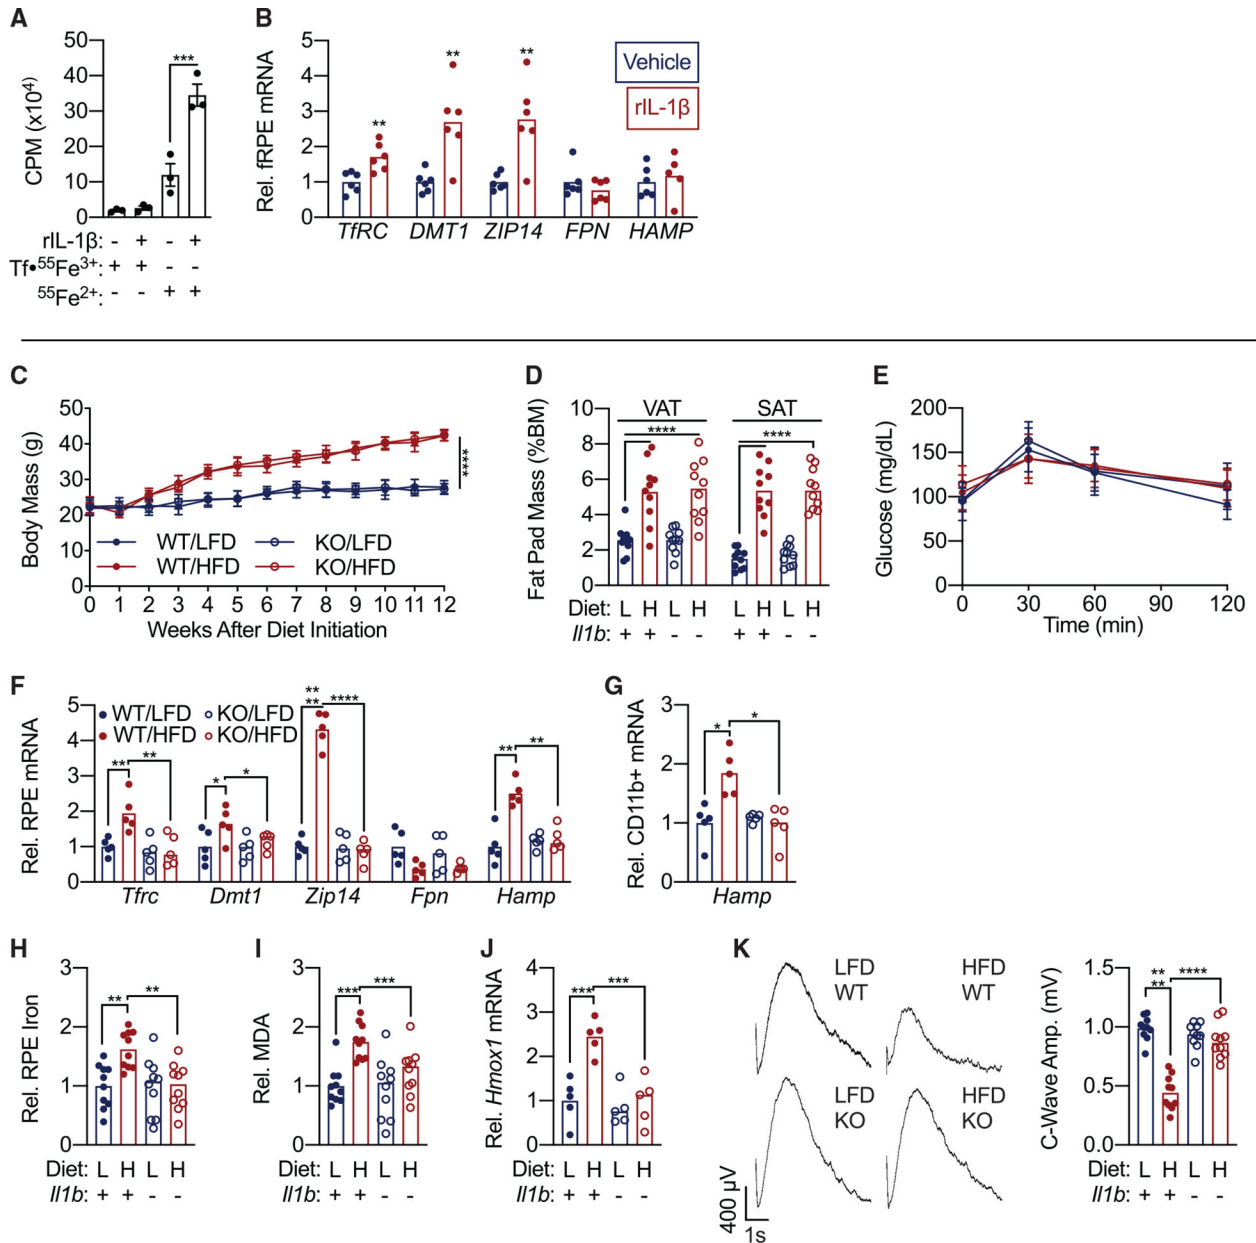 A
50
40
30
20
10
0
CPM (x10⁴)
***
rIL-1β: - + - +
Tf•⁵⁵Fe³⁺: + + - -
⁵⁵Fe²⁺: - - + +
B
5
4
3
2
1
0
Rel. fRPE mRNA
** ** **
Vehicle
rIL-1β
TfRC DMT1 ZIP14 FPN HAMP
C
50
40
30
20
10
0
Body Mass (g)
****
WT/LFD KO/LFD
WT/HFD KO/HFD
0 1 2 3 4 5 6 7 8 9 10 11 12
Weeks After Diet Initiation
D
10
8
6
4
2
0
Fat Pad Mass (%BM)
VAT SAT
**** ****
Diet: L H L H L H L H
Il1b: + + - - + + - -
E
200
150
100
50
0
Glucose (mg/dL)
0 30 60 90 120
Time (min)
F
5
4
3
2
1
0
Rel. RPE mRNA
WT/LFD KO/LFD
WT/HFD KO/HFD
** **
* *
**
** ****
** **
Tfrc Dmt1 Zip14 Fpn Hamp
G
3
2
1
0
Rel. CD11b+ mRNA
* *
Hamp
H
3
2
1
0
Rel. RPE Iron
** **
Diet: L H L H
Il1b: + + - -
I
3
2
1
0
Rel. MDA
*** ***
Diet: L H L H
Il1b: + + - -
J
4
3
2
1
0
Rel. Hmox1 mRNA
*** ***
Diet: L H L H
Il1b: + + - -
K
LFD
WT
HFD
WT
LFD
KO
HFD
KO
400 µV
1s
1.5
1.0
0.5
0.0
C-Wave Amp. (mV)
**
** ****
Diet: L H L H
Il1b: + + - -